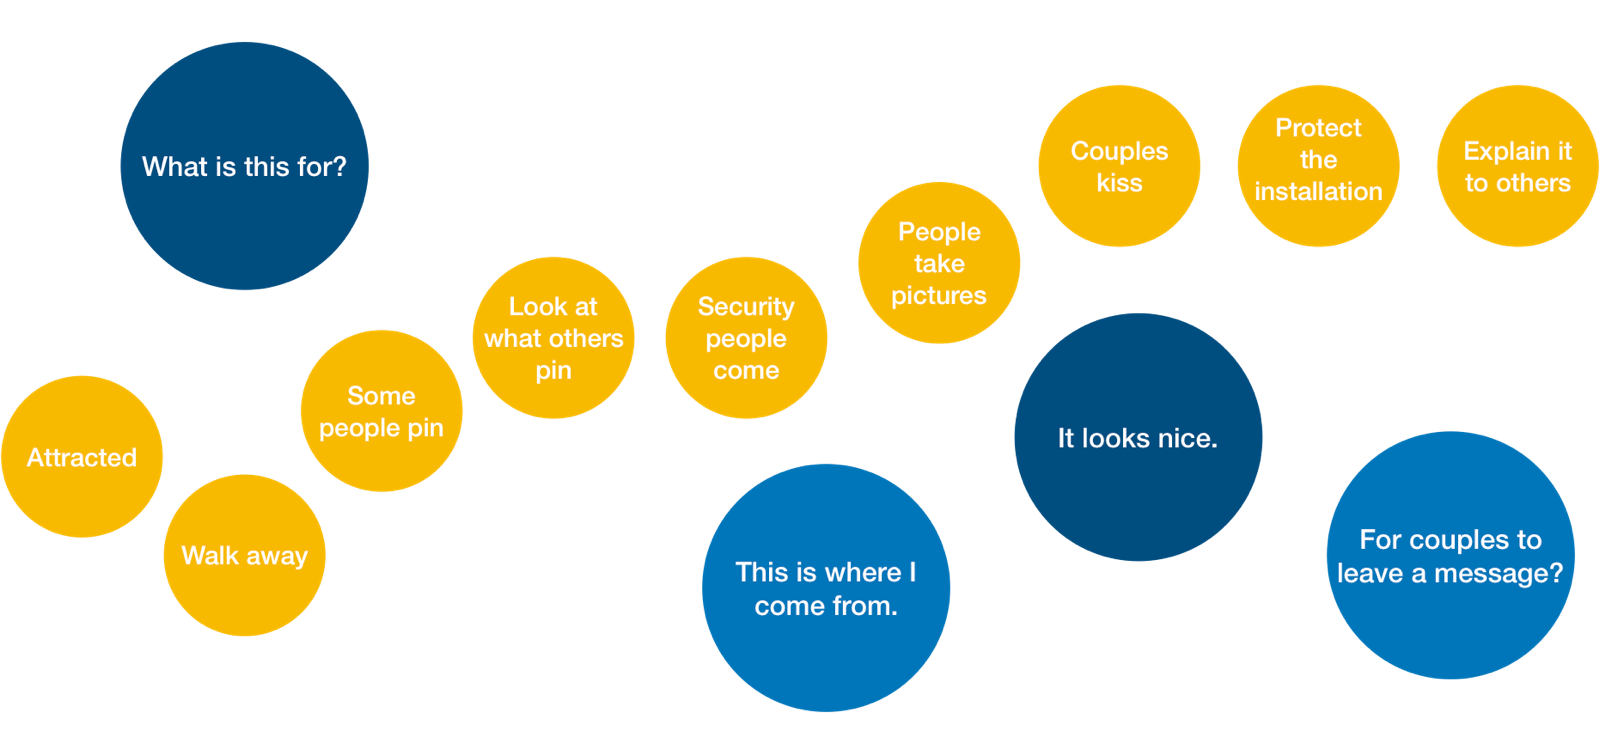 What is this for?
Attracted
Walk away
Some
people pin
Look at
what others
pin
Security
people
come
People
take
pictures
Couples
kiss
Protect
the
installation
Explain it
to others
This is where I
come from.
It looks nice.
For couples to
leave a message?